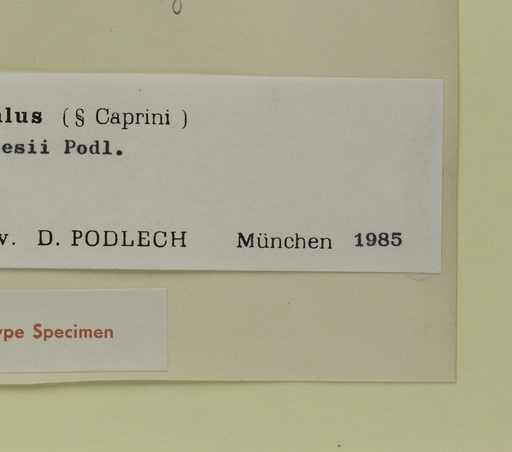 alus ( § Caprini )
esii Podl.
v. D. PODLECH München 1985
ype Specimen